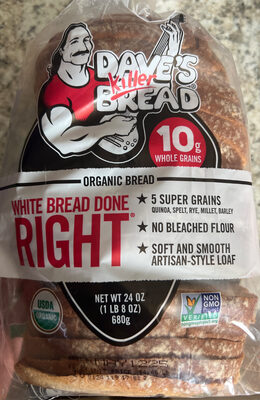 DAVE'S
Killer
BREAD
10g
WHOLE GRAINS
ORGANIC BREAD
WHITE BREAD DONE
RIGHT®
★ 5 SUPER GRAINS
QUINOA, SPELT, RYE, MILLET, BARLEY
★ NO BLEACHED FLOUR
★ SOFT AND SMOOTH
ARTISAN-STYLE LOAF
USDA
ORGANIC
NET WT 24 OZ
(1 LB 8 OZ)
680g
NON
GMO
VERIFIED
nongmoproject.org